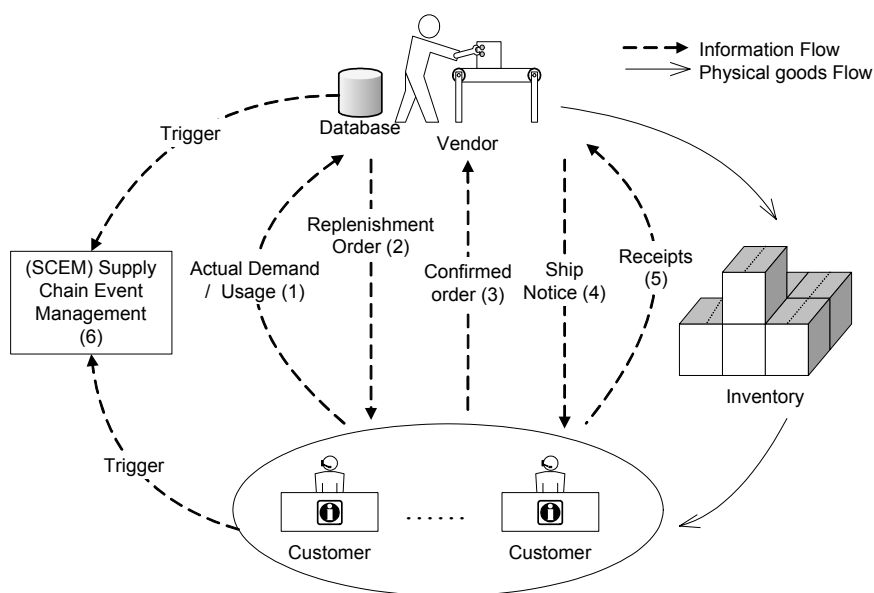 Information Flow
Physical goods Flow
Trigger
Database
Vendor
Replenishment
Order (2)
(SCEM) Supply
Chain Event
Management
(6)
Actual Demand
/ Usage (1)
Confirmed
order (3)
Ship
Notice (4)
Receipts
(5)
Inventory
Trigger
......
Customer
Customer